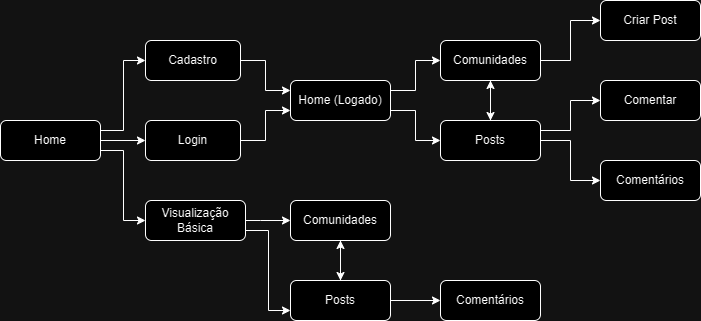 Criar Post
Cadastro
Comunidades
Home (Logado)
Comentar
Home
Login
Posts
Comentários
Visualização
Básica
Comunidades
Posts
Comentários